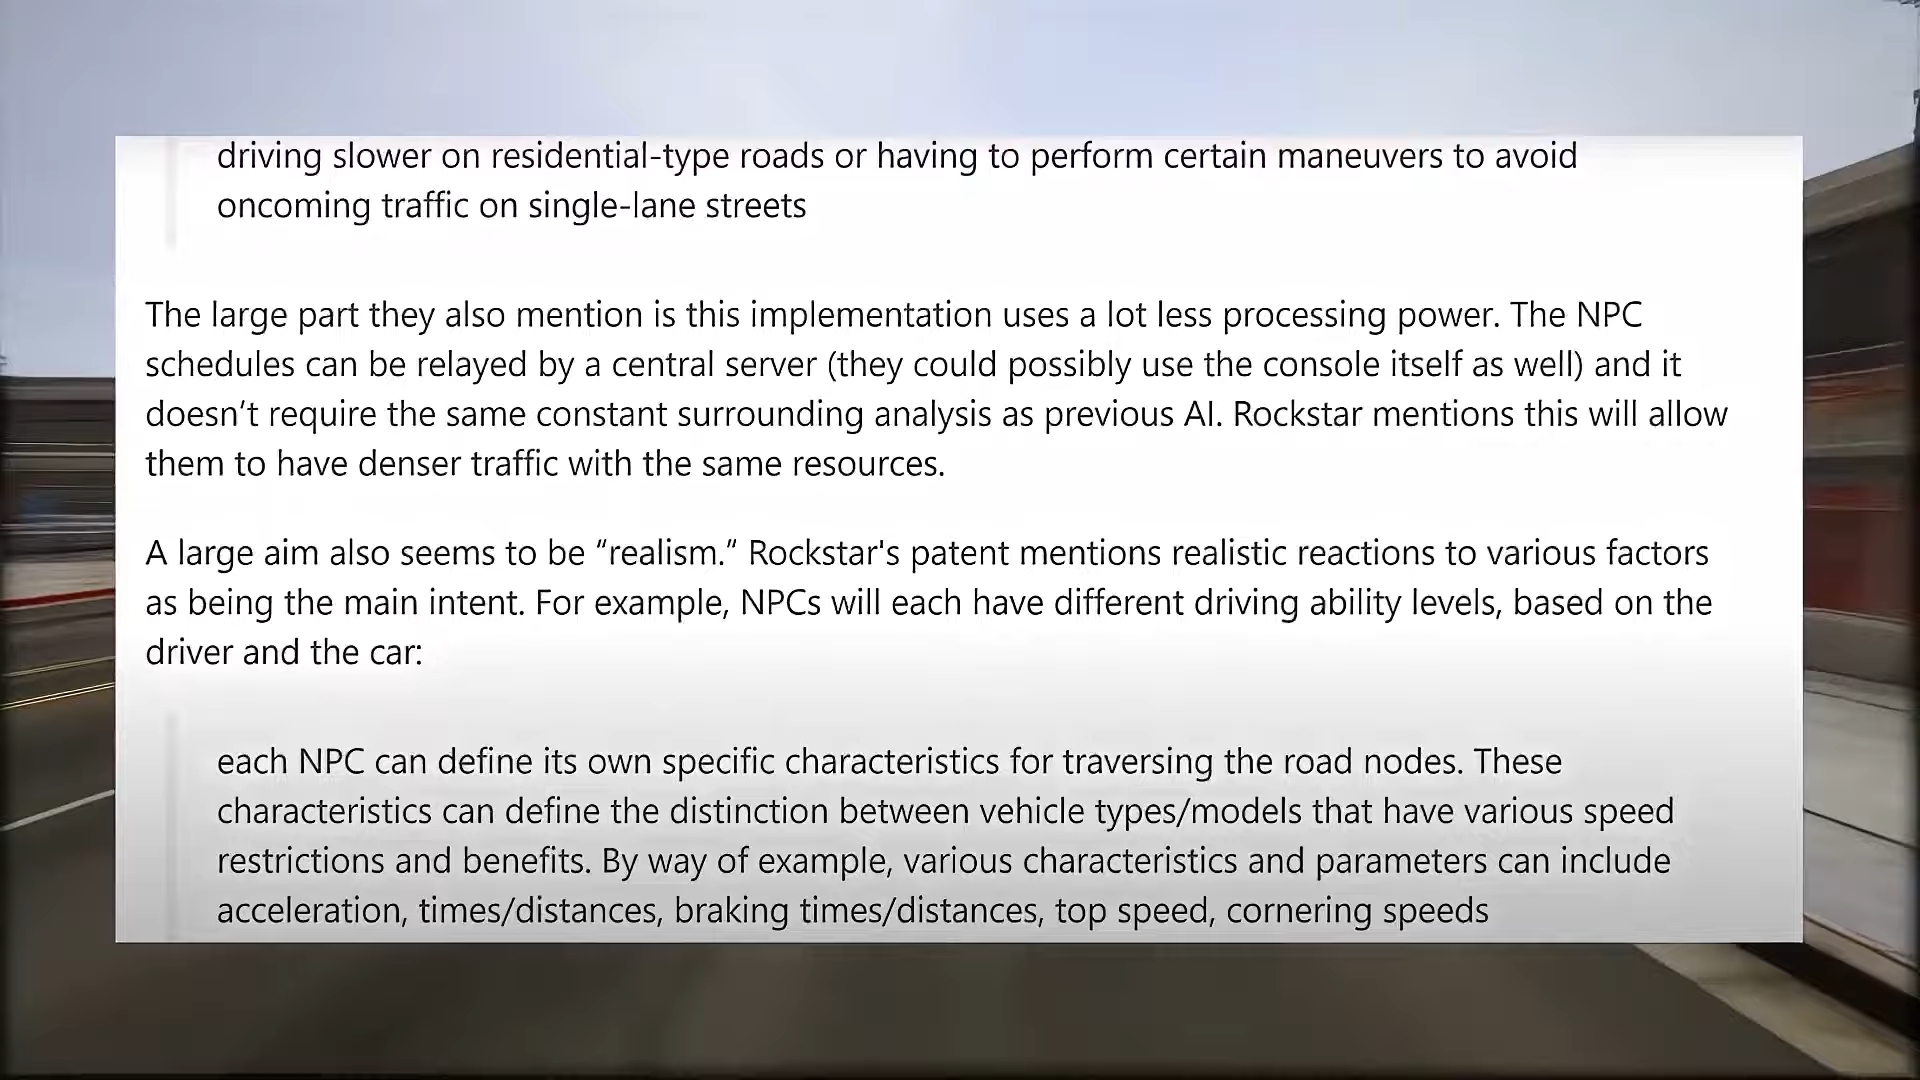 driving slower on residential-type roads or having to perform certain maneuvers to avoid
oncoming traffic on single-lane streets
The large part they also mention is this implementation uses a lot less processing power. The NPC
schedules can be relayed by a central server (they could possibly use the console itself as well) and it
doesn’t require the same constant surrounding analysis as previous AI. Rockstar mentions this will allow
them to have denser traffic with the same resources.
A large aim also seems to be “realism.” Rockstar's patent mentions realistic reactions to various factors
as being the main intent. For example, NPCs will each have different driving ability levels, based on the
driver and the car:
each NPC can define its own specific characteristics for traversing the road nodes. These
characteristics can define the distinction between vehicle types/models that have various speed
restrictions and benefits. By way of example, various characteristics and parameters can include
acceleration, times/distances, braking times/distances, top speed, cornering speeds